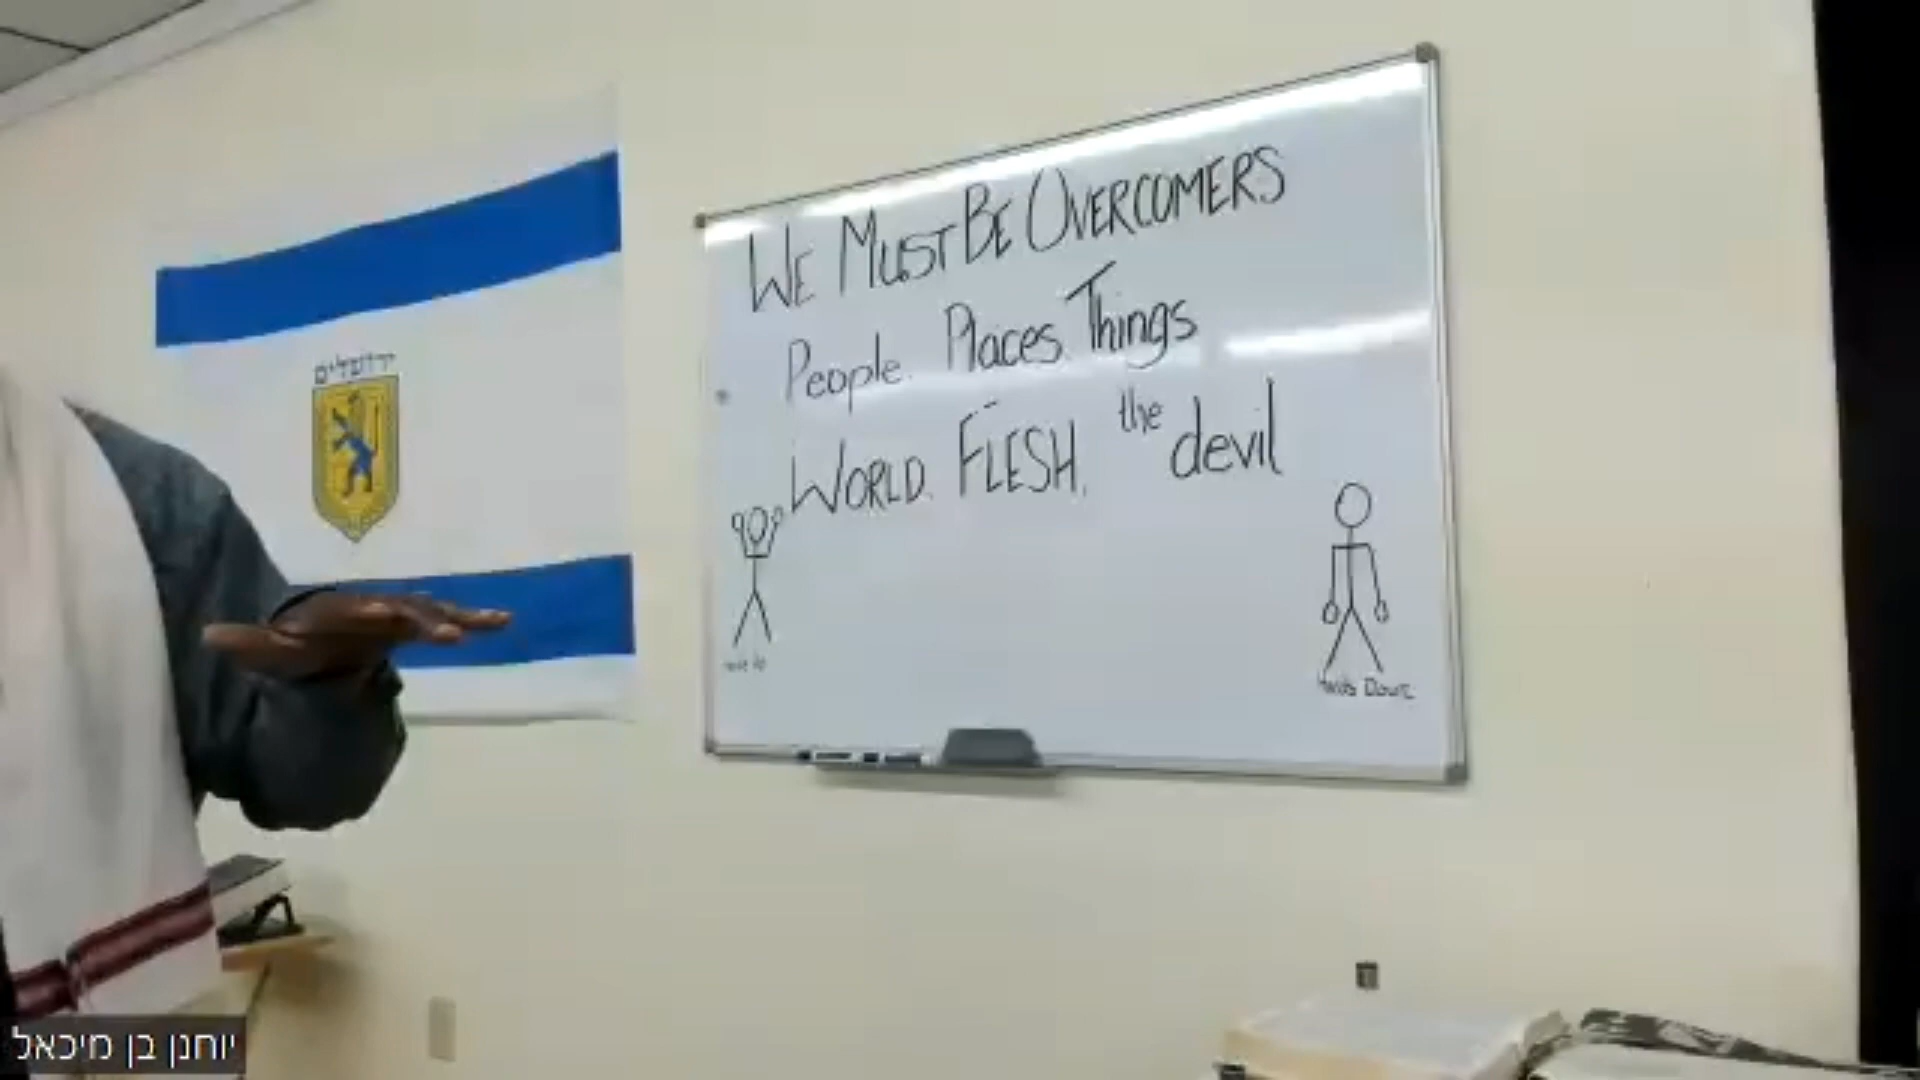 ירושלים
WE MUST BE OVERCOMERS
People. Places. Things
WORLD. FLESH. the devil
Hands Down
יוחנן בן מיכאל